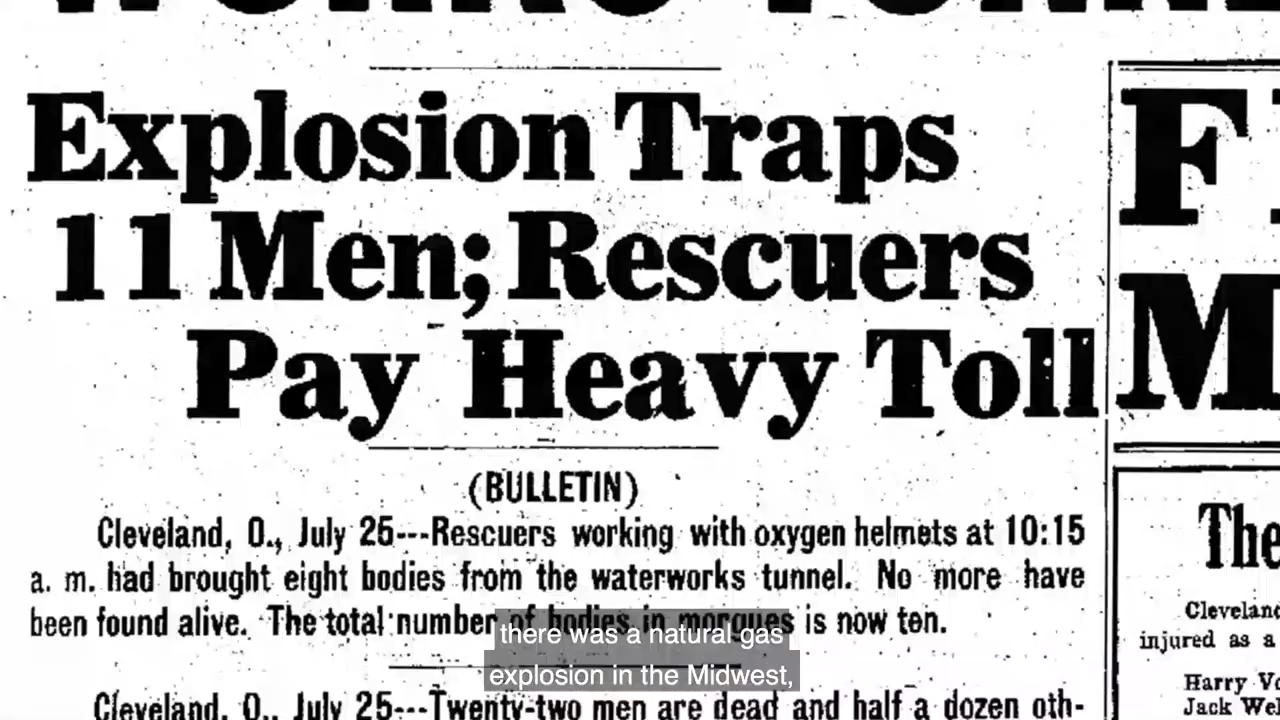 Explosion Traps
11 Men; Rescuers
Pay Heavy Toll
(BULLETIN)
Cleveland, O., July 25---Rescuers working with oxygen helmets at 10:15
a. m. had brought eight bodies from the waterworks tunnel. No more have
been found alive. The total number of bodies in morgues is now ten.
Cleveland, O., July 25---Twenty-two men are dead and half a dozen oth-
F
M
The
Cleveland
injured as a
Harry
Jack
there was a natural gas
explosion in the Midwest,